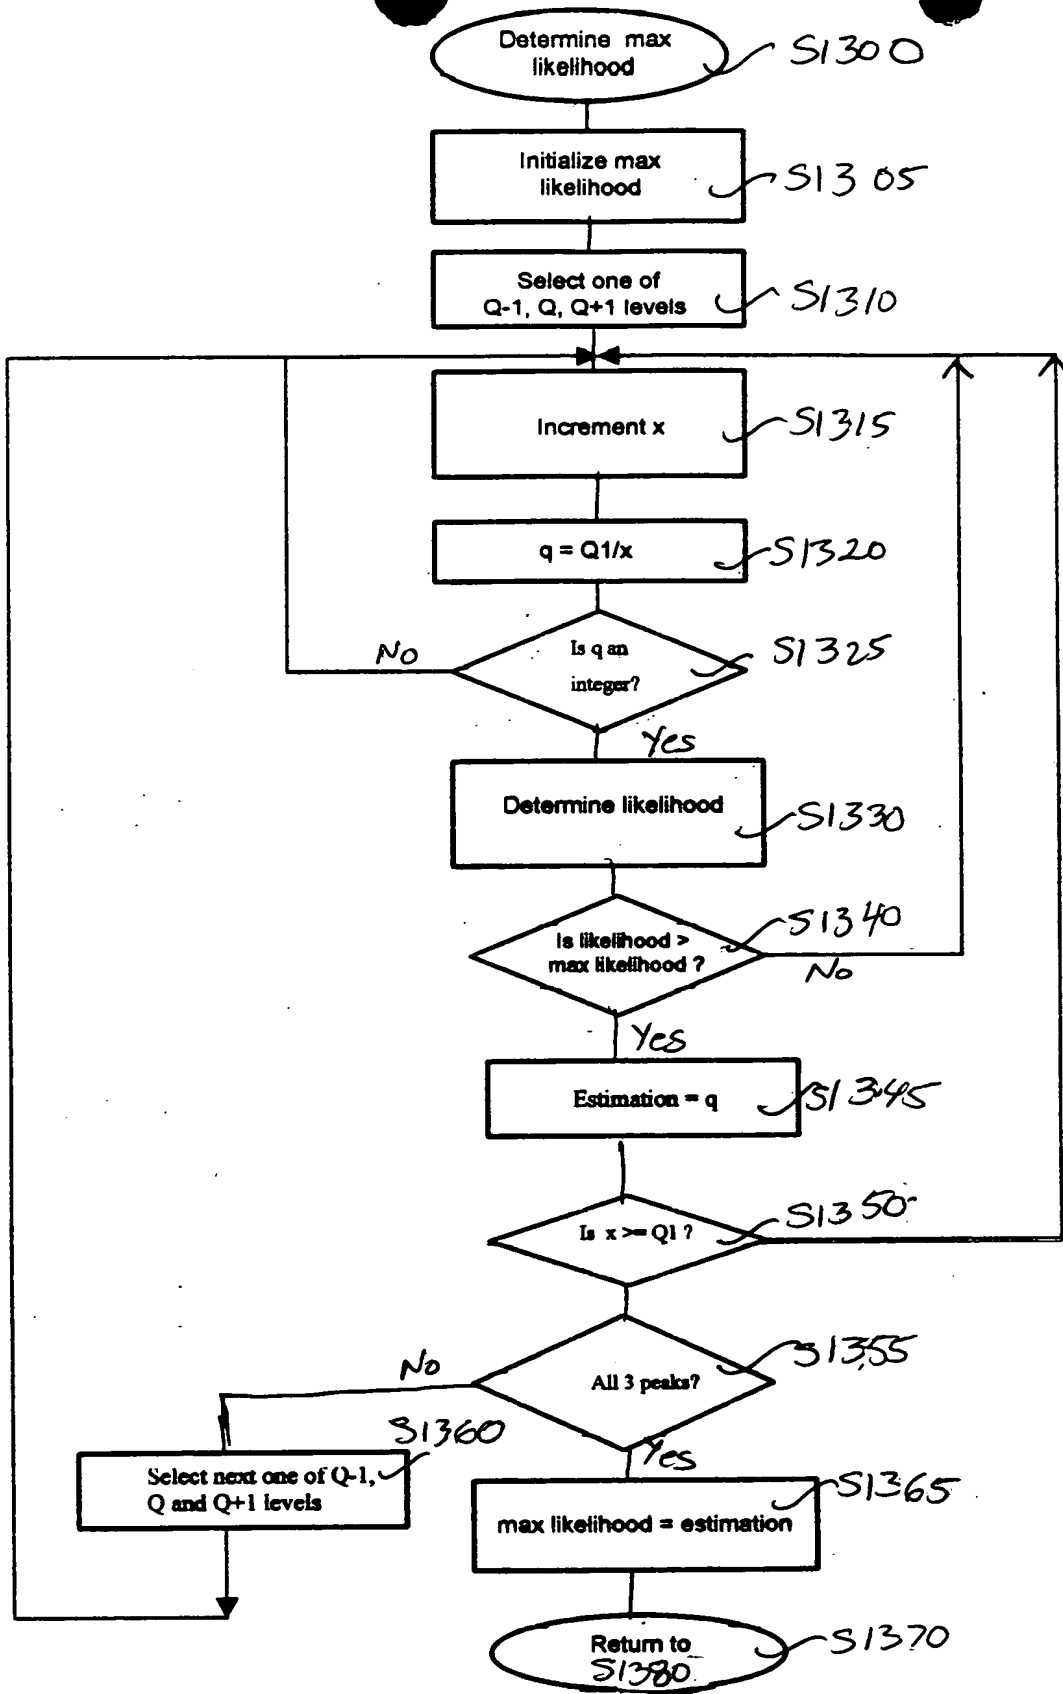 Determine max
likelihood
S1300
Initialize max
likelihood
S1305
Select one of
Q-1, Q, Q+1 levels
S1310
Increment x
S1315
q = Q1/x
S1320
Is q an
integer?
S1325
No
Yes
Determine likelihood
S1330
Is likelihood >
max likelihood ?
S1340
No
Yes
Estimation = q
S1345
Is x >= Q1 ?
S1350
All 3 peaks?
S1355
No
Yes
S1360
Select next one of Q-1,
Q and Q+1 levels
max likelihood = estimation
S1365
Return to
S1380
S1370